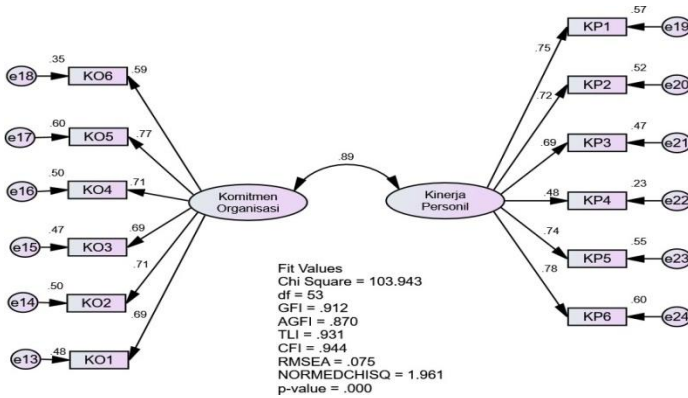 e18 .35 KO6 .59
e17 .60 KO5 .77
e16 .50 KO4 .71
e15 .47 KO3 .69
e14 .50 KO2 .71
e13 .48 KO1 .69
Komitmen
Organisasi
.89
Kinerja
Personil
.75 KP1 .57 e19
.72 KP2 .52 e20
.69 KP3 .47 e21
.48 KP4 .23 e22
.74 KP5 .55 e23
.78 KP6 .60 e24
Fit Values
Chi Square = 103.943
df = 53
GFI = .912
AGFI = .870
TLI = .931
CFI = .944
RMSEA = .075
NORMEDCHISQ = 1.961
p-value = .000